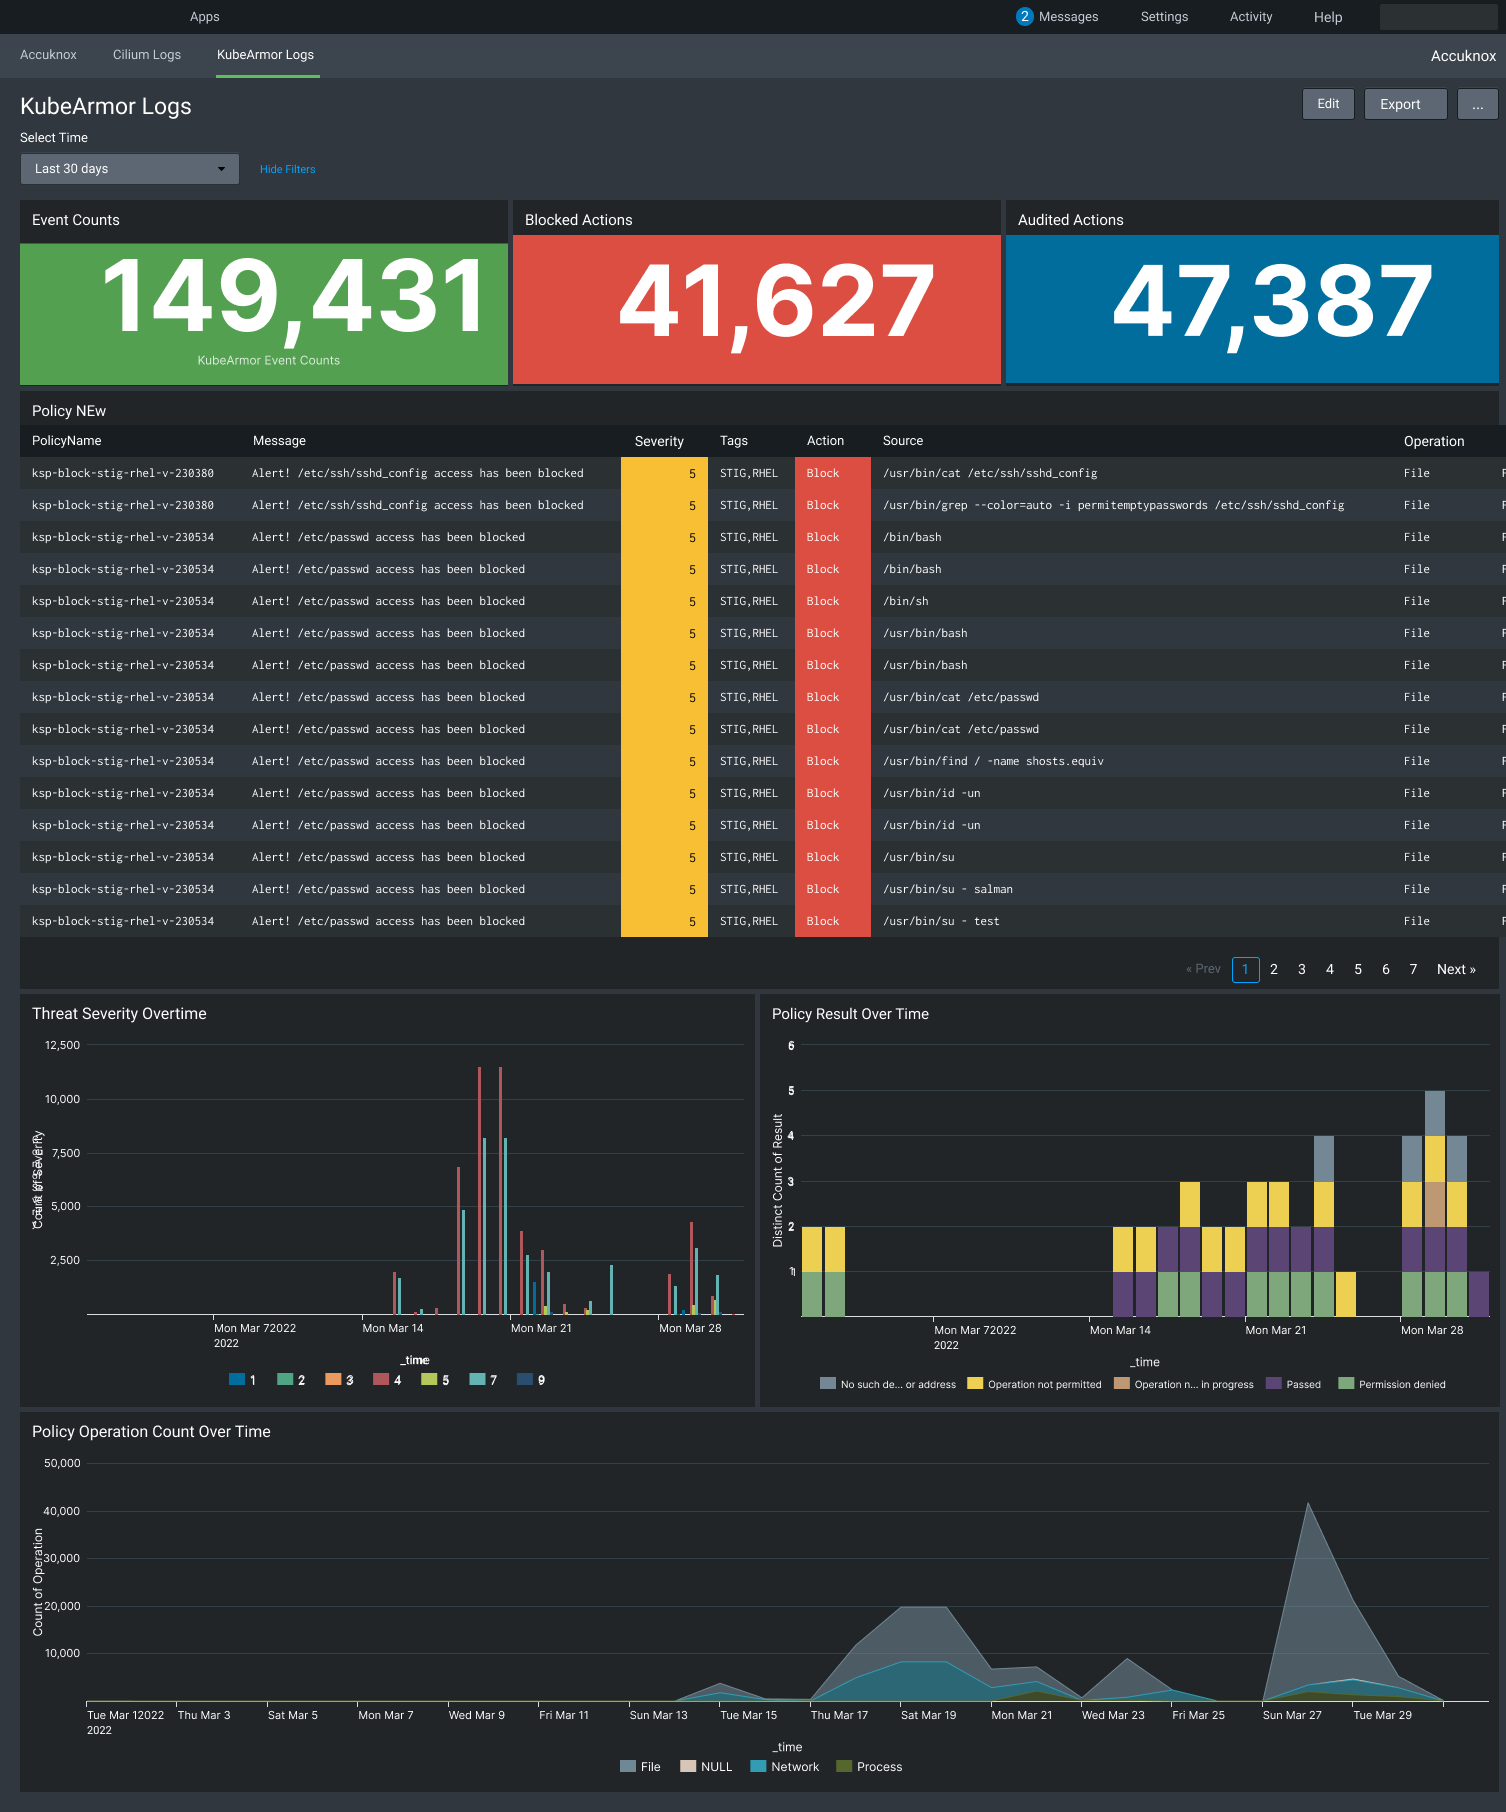 Apps 2 Messages Settings Activity Help
Accuknox Cilium Logs KubeArmor Logs Accuknox
KubeArmor Logs Edit Export ...
Select Time
Last 30 days Hide Filters
Event Counts Blocked Actions Audited Actions
149,431 41,627 47,387
KubeArmor Event Counts
Policy NEw
PolicyName Message Severity Tags Action Source Operation
ksp-block-stig-rhel-v-230380 Alert! /etc/ssh/sshd_config access has been blocked 5 STIG,RHEL Block /usr/bin/cat /etc/ssh/sshd_config File
ksp-block-stig-rhel-v-230380 Alert! /etc/ssh/sshd_config access has been blocked 5 STIG,RHEL Block /usr/bin/grep --color=auto -i permitemptypasswords /etc/ssh/sshd_config File
ksp-block-stig-rhel-v-230534 Alert! /etc/passwd access has been blocked 5 STIG,RHEL Block /bin/bash File
ksp-block-stig-rhel-v-230534 Alert! /etc/passwd access has been blocked 5 STIG,RHEL Block /bin/bash File
ksp-block-stig-rhel-v-230534 Alert! /etc/passwd access has been blocked 5 STIG,RHEL Block /bin/sh File
ksp-block-stig-rhel-v-230534 Alert! /etc/passwd access has been blocked 5 STIG,RHEL Block /usr/bin/bash File
ksp-block-stig-rhel-v-230534 Alert! /etc/passwd access has been blocked 5 STIG,RHEL Block /usr/bin/bash File
ksp-block-stig-rhel-v-230534 Alert! /etc/passwd access has been blocked 5 STIG,RHEL Block /usr/bin/cat /etc/passwd File
ksp-block-stig-rhel-v-230534 Alert! /etc/passwd access has been blocked 5 STIG,RHEL Block /usr/bin/cat /etc/passwd File
ksp-block-stig-rhel-v-230534 Alert! /etc/passwd access has been blocked 5 STIG,RHEL Block /usr/bin/find / -name shosts.equiv File
ksp-block-stig-rhel-v-230534 Alert! /etc/passwd access has been blocked 5 STIG,RHEL Block /usr/bin/id -un File
ksp-block-stig-rhel-v-230534 Alert! /etc/passwd access has been blocked 5 STIG,RHEL Block /usr/bin/id -un File
ksp-block-stig-rhel-v-230534 Alert! /etc/passwd access has been blocked 5 STIG,RHEL Block /usr/bin/su File
ksp-block-stig-rhel-v-230534 Alert! /etc/passwd access has been blocked 5 STIG,RHEL Block /usr/bin/su - salman File
ksp-block-stig-rhel-v-230534 Alert! /etc/passwd access has been blocked 5 STIG,RHEL Block /usr/bin/su - test File
« Prev 1 2 3 4 5 6 7 Next »
Threat Severity Overtime
12,500
10,000
7,500
5,000
2,500
Count of Severity
Mon Mar 72022 Mon Mar 14 Mon Mar 21 Mon Mar 28
2022
_time
1 2 3 4 5 7 9
Policy Result Over Time
6
5
4
3
2
1
Distinct Count of Result
Mon Mar 72022 Mon Mar 14 Mon Mar 21 Mon Mar 28
2022
_time
No such de... or address Operation not permitted Operation n... in progress Passed Permission denied
Policy Operation Count Over Time
50,000
40,000
30,000
20,000
10,000
Count of Operation
Tue Mar 12022 Thu Mar 3 Sat Mar 5 Mon Mar 7 Wed Mar 9 Fri Mar 11 Sun Mar 13 Tue Mar 15 Thu Mar 17 Sat Mar 19 Mon Mar 21 Wed Mar 23 Fri Mar 25 Sun Mar 27 Tue Mar 29
2022
_time
File NULL Network Process